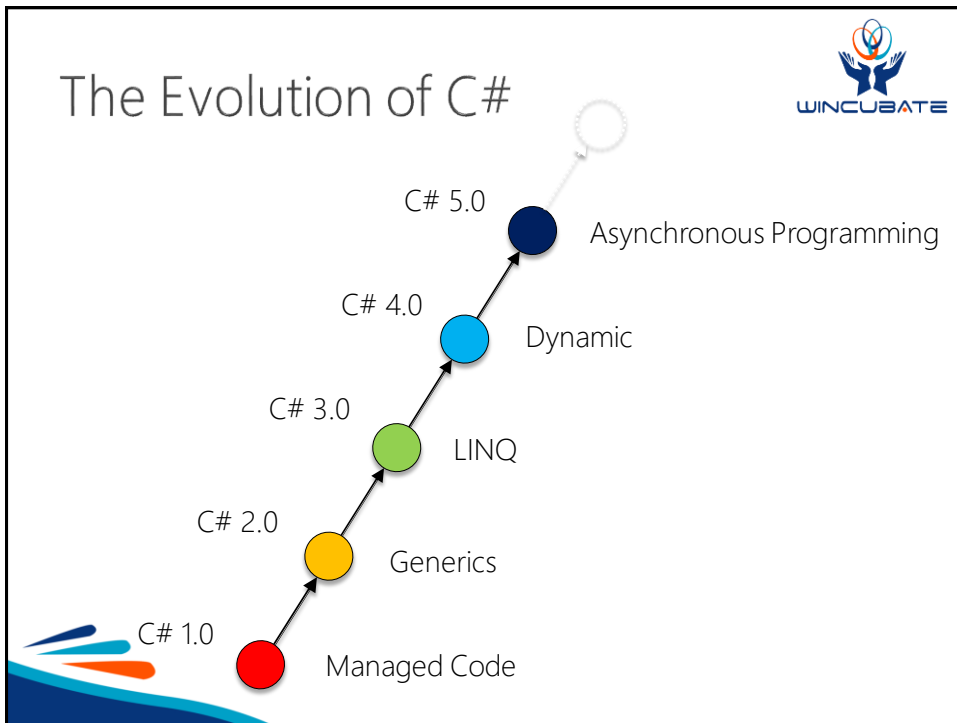 The Evolution of C#
WINCUBATE
C# 5.0
Asynchronous Programming
C# 4.0
Dynamic
C# 3.0
LINQ
C# 2.0
Generics
C# 1.0
Managed Code